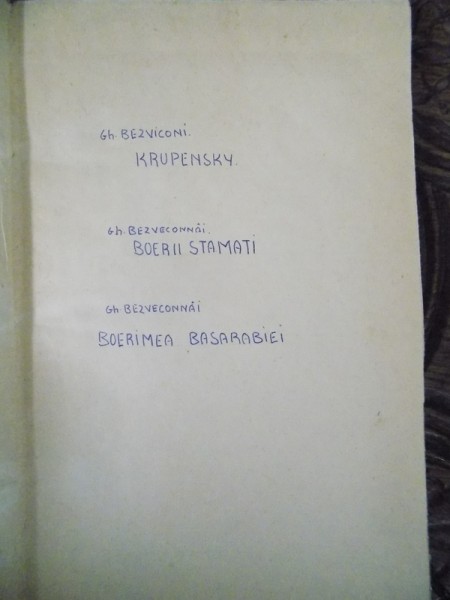 Gh. BEZVICONI.
KRUPENSKY.
Gh. BEZVECONNÂI.
BOERII STAMATI
Gh BEZVECONNÂI
BOERIMEA BASARABIEI